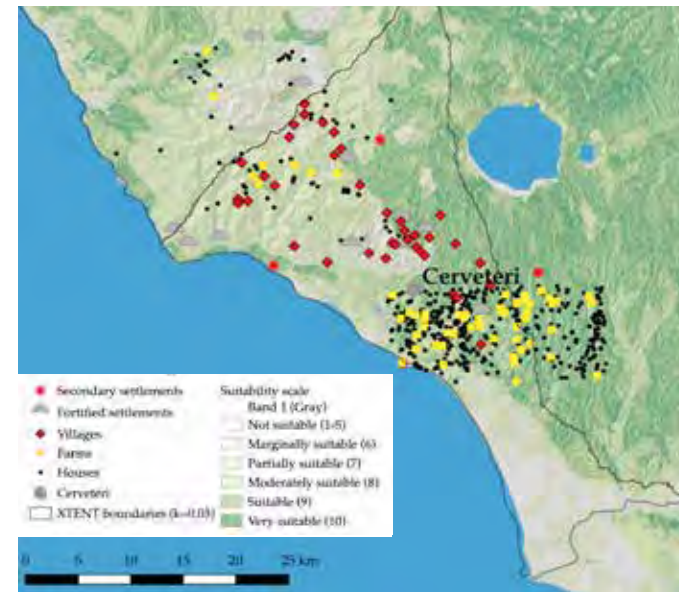 Cerveteri
Secondary settlements
Fortified settlements
Villages
Farms
Houses
Cerveteri
XTENT boundaries (k=0.03)
Suitability scale
Band 1 (Gray)
Not suitable (1-5)
Marginally suitable (6)
Partially suitable (7)
Moderately suitable (8)
Suitable (9)
Very suitable (10)
0 5 10 15 20 25 km